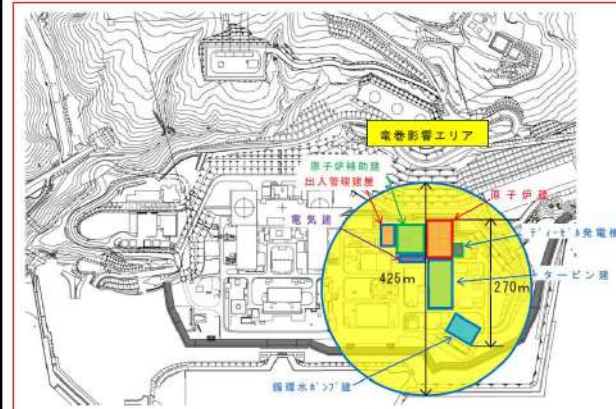 竜巻影響エリア
原子炉補助建
出入管理建屋
原子炉建
電気建
ディーゼル発電機
タービン建
425m
270m
循環水ポンプ建